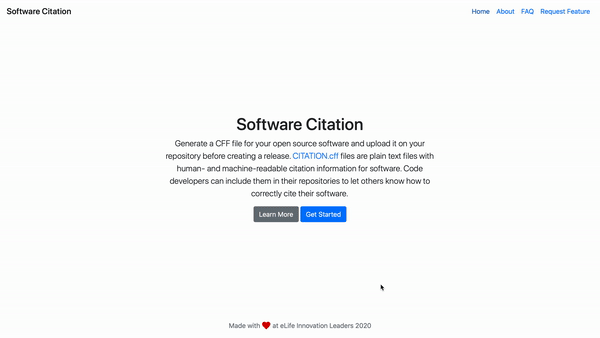 Software Citation
Home About FAQ Request Feature
Software Citation
Generate a CFF file for your open source software and upload it on your
repository before creating a release. CITATION.cff files are plain text files with
human- and machine-readable citation information for software. Code
developers can include them in their repositories to let others know how to
correctly cite their software.
Learn More Get Started
Made with ❤ at eLife Innovation Leaders 2020